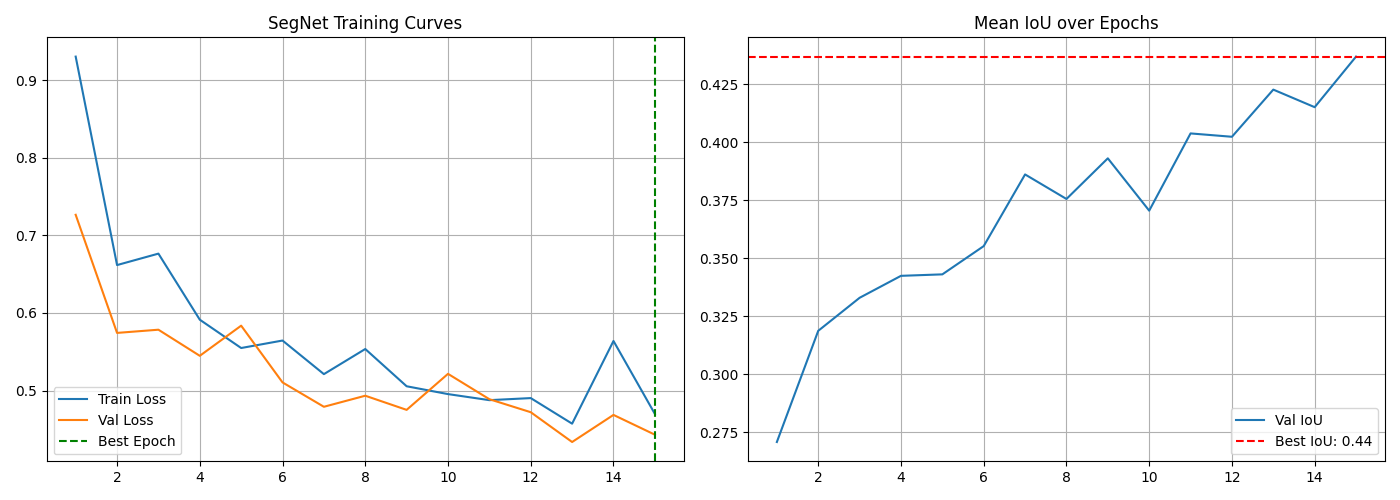 SegNet Training Curves
0.9
0.8
0.7
0.6
0.5
2 4 6 8 10 12 14
Train Loss
Val Loss
Best Epoch
Mean IoU over Epochs
0.425
0.400
0.375
0.350
0.325
0.300
0.275
2 4 6 8 10 12 14
Val IoU
Best IoU: 0.44